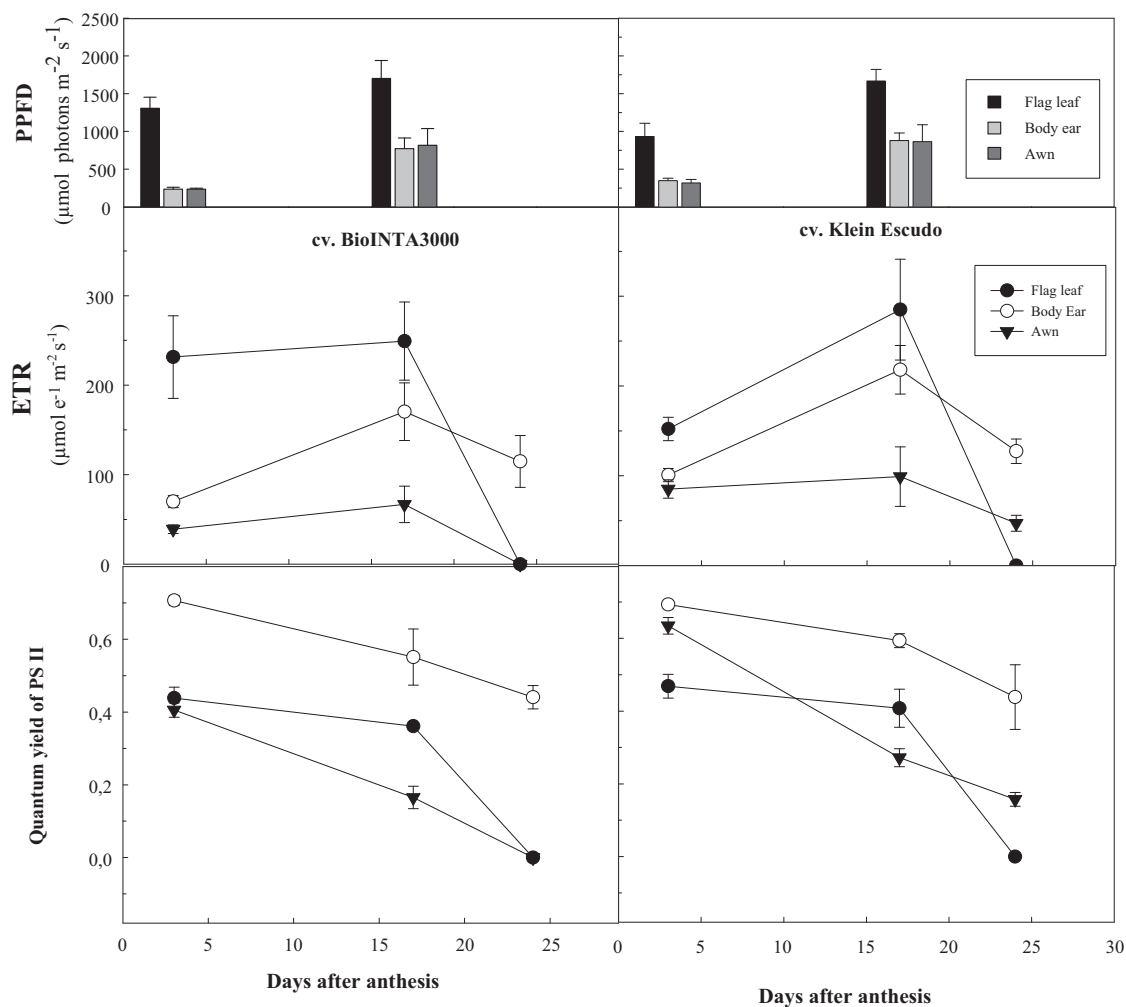 2500
2000
1500
1000
500
0
PPFD
(μmol photons m-2 s-1)
Flag leaf
Body ear
Awn
cv. BioINTA3000
cv. Klein Escudo
300
200
100
0
ETR
(μmol e-1 m-2 s-1)
Flag leaf
Body Ear
Awn
0,6
0,4
0,2
0,0
Quantum yield of PS II
0 5 10 15 20 25
0 5 10 15 20 25 30
Days after anthesis
Days after anthesis